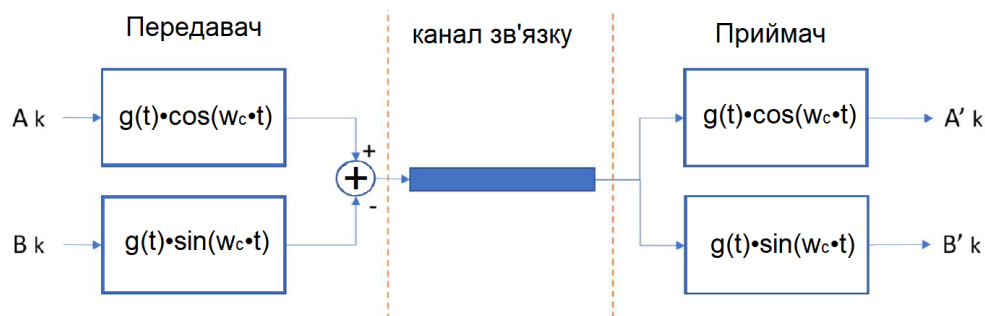 Передавач
канал зв'язку
Приймач
A k
g(t)•cos(wc•t)
+
+
-
B k
g(t)•sin(wc•t)
g(t)•cos(wc•t)
A' k
g(t)•sin(wc•t)
B' k